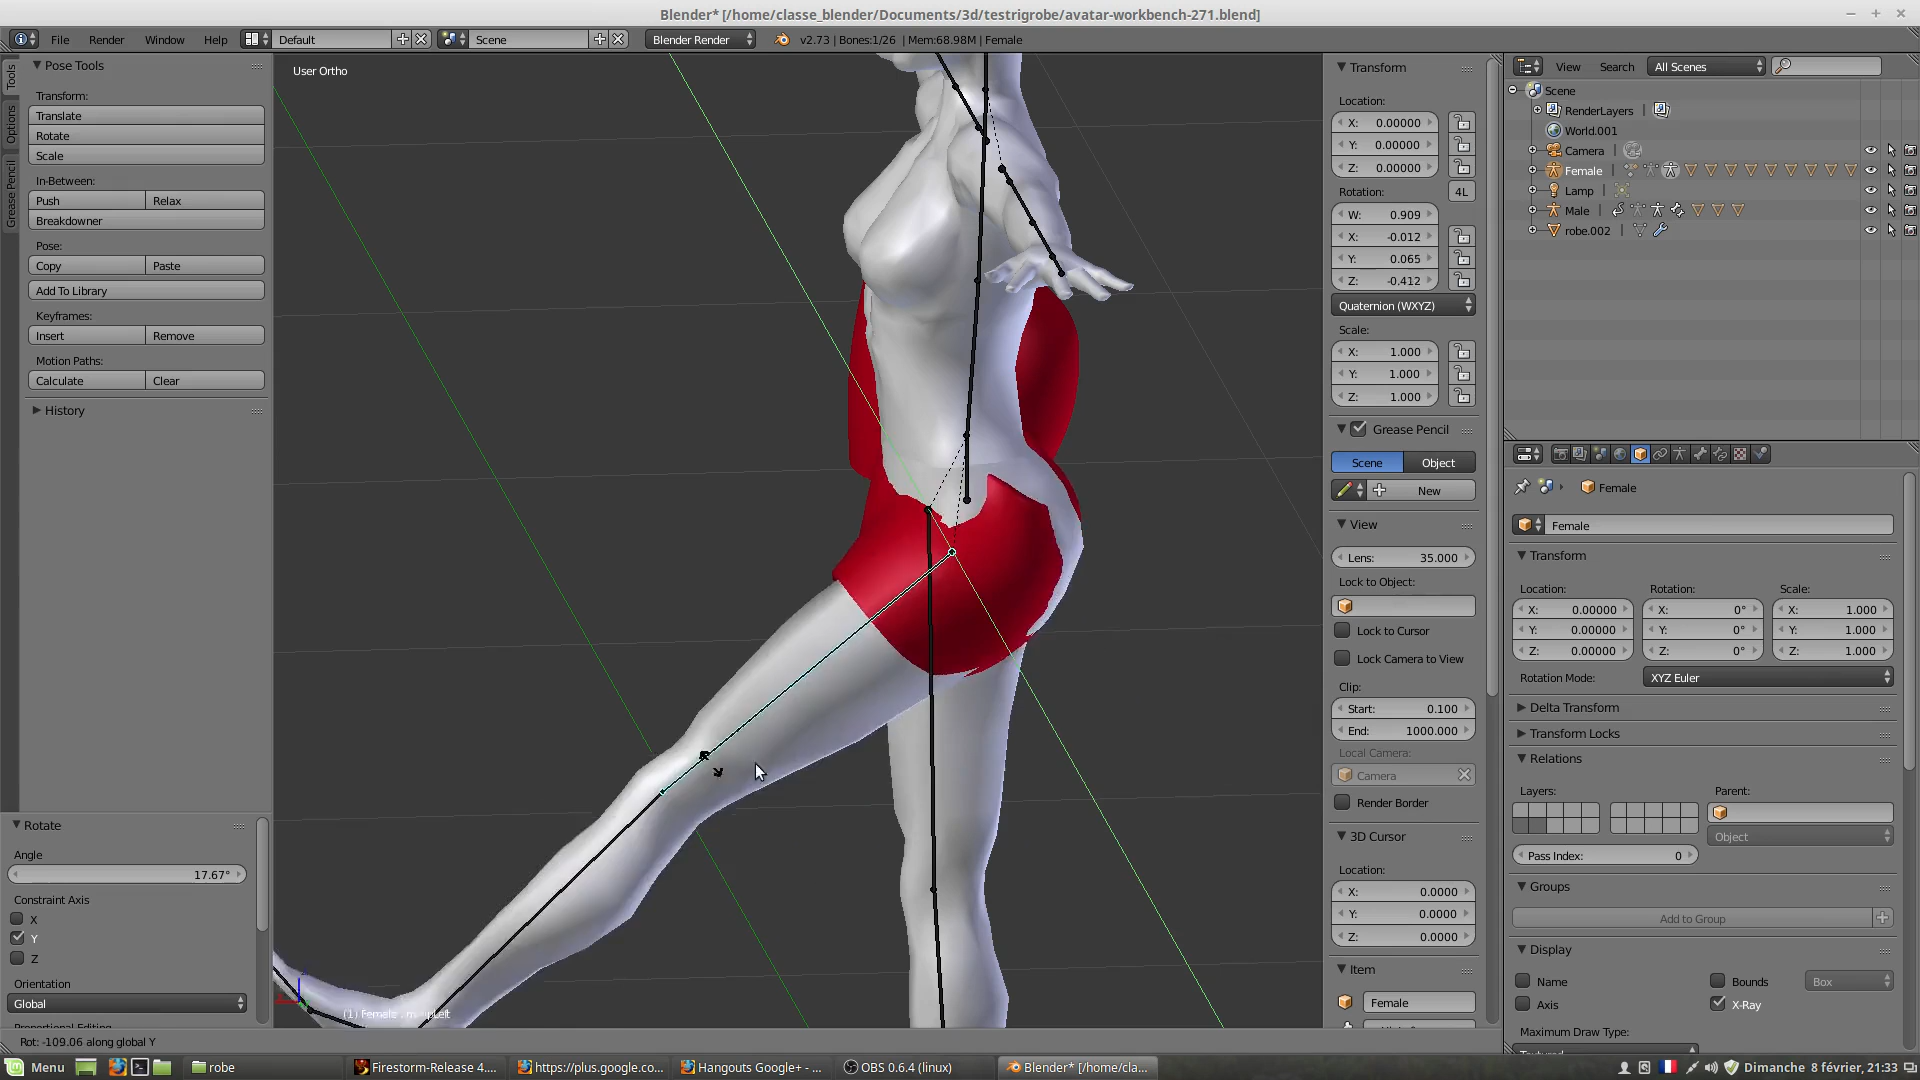 Blender* [/home/classe_blender/Documents/3d/testrigrobe/avatar-workbench-271.blend]
File Render Window Help Default Scene Blender Render v2.73 | Bones:1/26 | Mem:68.98M | Female
Tools
Options
Grease Pencil
Pose Tools
Transform:
Translate
Rotate
Scale
In-Between:
Push Relax
Breakdowner
Pose:
Copy Paste
Add To Library
Keyframes:
Insert Remove
Motion Paths:
Calculate Clear
History
Rotate
Angle
17.67°
Constraint Axis
X
Y
Z
Orientation
Global
User Ortho
Rot: -109.06 along global Y
Transform
Location:
X: 0.00000
Y: 0.00000
Z: 0.00000
Rotation: 4L
W: 0.909
X: -0.012
Y: 0.065
Z: -0.412
Quaternion (WXYZ)
Scale:
X: 1.000
Y: 1.000
Z: 1.000
Grease Pencil
Scene Object
New
View
Lens: 35.000
Lock to Object:
Lock to Cursor
Lock Camera to View
Clip:
Start: 0.100
End: 1000.000
Local Camera:
Camera
Render Border
3D Cursor
Location:
X: 0.0000
Y: 0.0000
Z: 0.0000
Item
Female
View Search All Scenes
Scene
RenderLayers
World.001
Camera
Female
Lamp
Male
robe.002
Female
Female
Transform
Location: Rotation: Scale:
X: 0.00000 X: 0° X: 1.000
Y: 0.00000 Y: 0° Y: 1.000
Z: 0.00000 Z: 0° Z: 1.000
Rotation Mode: XYZ Euler
Delta Transform
Transform Locks
Relations
Layers: Parent:
Object
Pass Index: 0
Groups
Add to Group
Display
Name Bounds Box
Axis X-Ray
Maximum Draw Type:
Menu robe Firestorm-Release 4.... https://plus.google.co... Hangouts Google+ - ... OBS 0.6.4 (linux) Blender* [/home/cla... Dimanche 8 février, 21:33